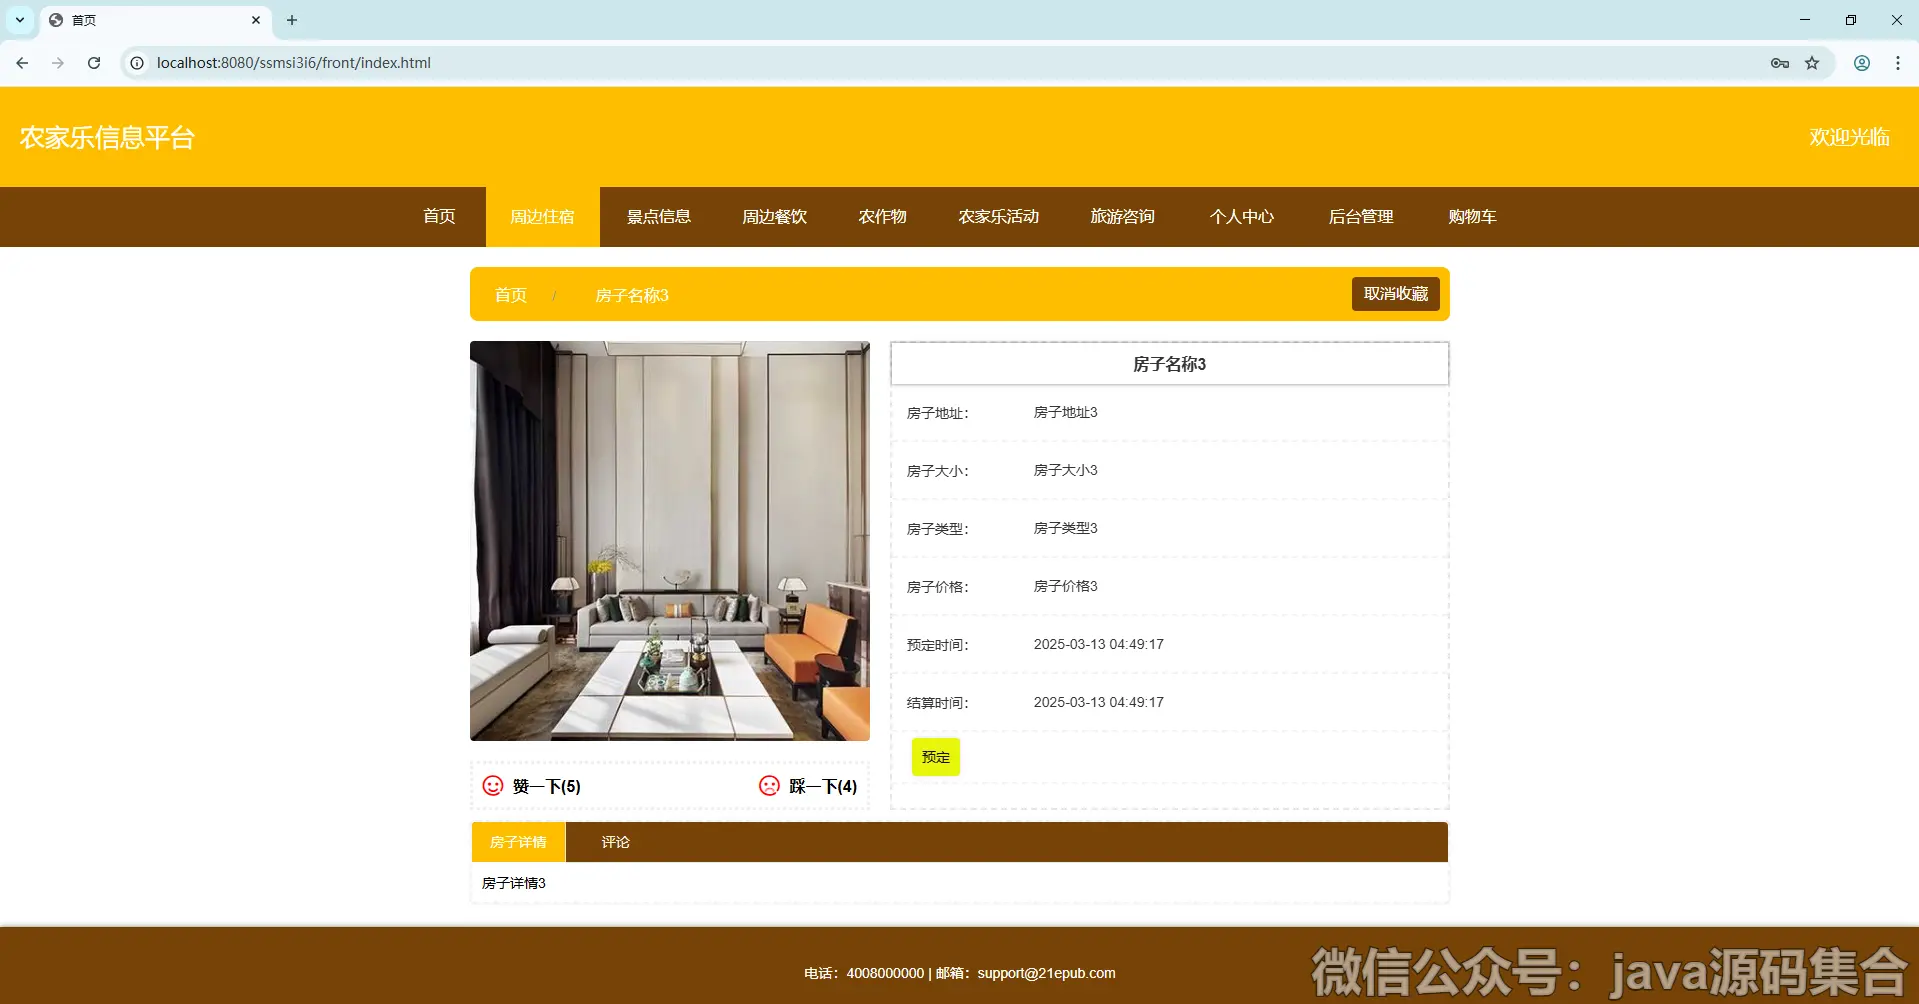 首页
localhost:8080/ssmsi3i6/front/index.html
农家乐信息平台
欢迎光临
首页 周边住宿 景点信息 周边餐饮 农作物 农家乐活动 旅游咨询 个人中心 后台管理 购物车
首页 / 房子名称3 取消收藏
房子名称3
房子地址: 房子地址3
房子大小: 房子大小3
房子类型: 房子类型3
房子价格: 房子价格3
预定时间: 2025-03-13 04:49:17
结算时间: 2025-03-13 04:49:17
预定
赞一下(5) 踩一下(4)
房子详情 评论
房子详情3
电话：4008000000 | 邮箱：support@21epub.com
微信公众号：java源码集合